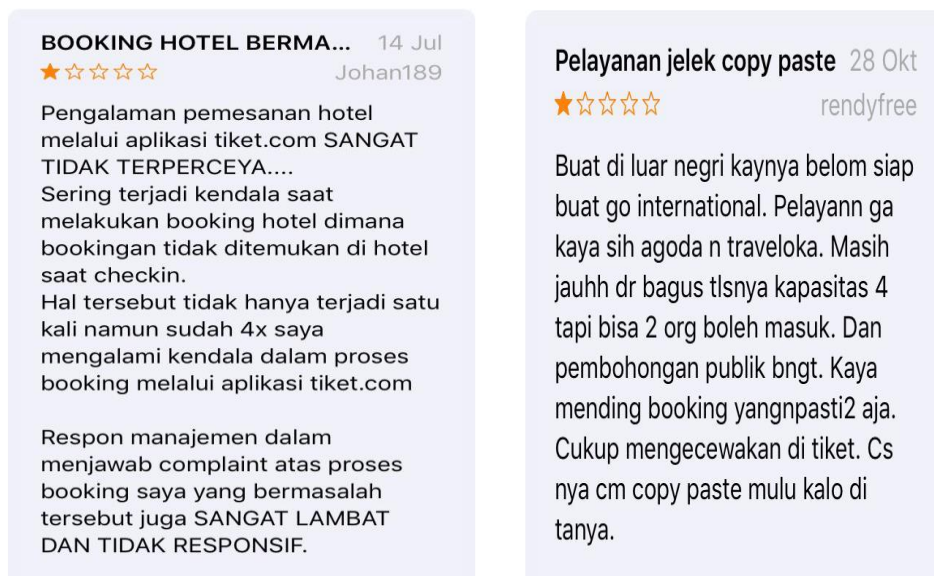 BOOKING HOTEL BERMA... 14 Jul
Johan189
Pengalaman pemesanan hotel
melalui aplikasi tiket.com SANGAT
TIDAK TERPERCEYA....
Sering terjadi kendala saat
melakukan booking hotel dimana
bookingan tidak ditemukan di hotel
saat checkin.
Hal tersebut tidak hanya terjadi satu
kali namun sudah 4x saya
mengalami kendala dalam proses
booking melalui aplikasi tiket.com
Respon manajemen dalam
menjawab complaint atas proses
booking saya yang bermasalah
tersebut juga SANGAT LAMBAT
DAN TIDAK RESPONSIF.
Pelayanan jelek copy paste 28 Okt
rendyfree
Buat di luar negri kaynya belom siap
buat go international. Pelayann ga
kaya sih agoda n traveloka. Masih
jauhh dr bagus tlsnya kapasitas 4
tapi bisa 2 org boleh masuk. Dan
pembohongan publik bngt. Kaya
mending booking yangnpasti2 aja.
Cukup mengecewakan di tiket. Cs
nya cm copy paste mulu kalo di
tanya.